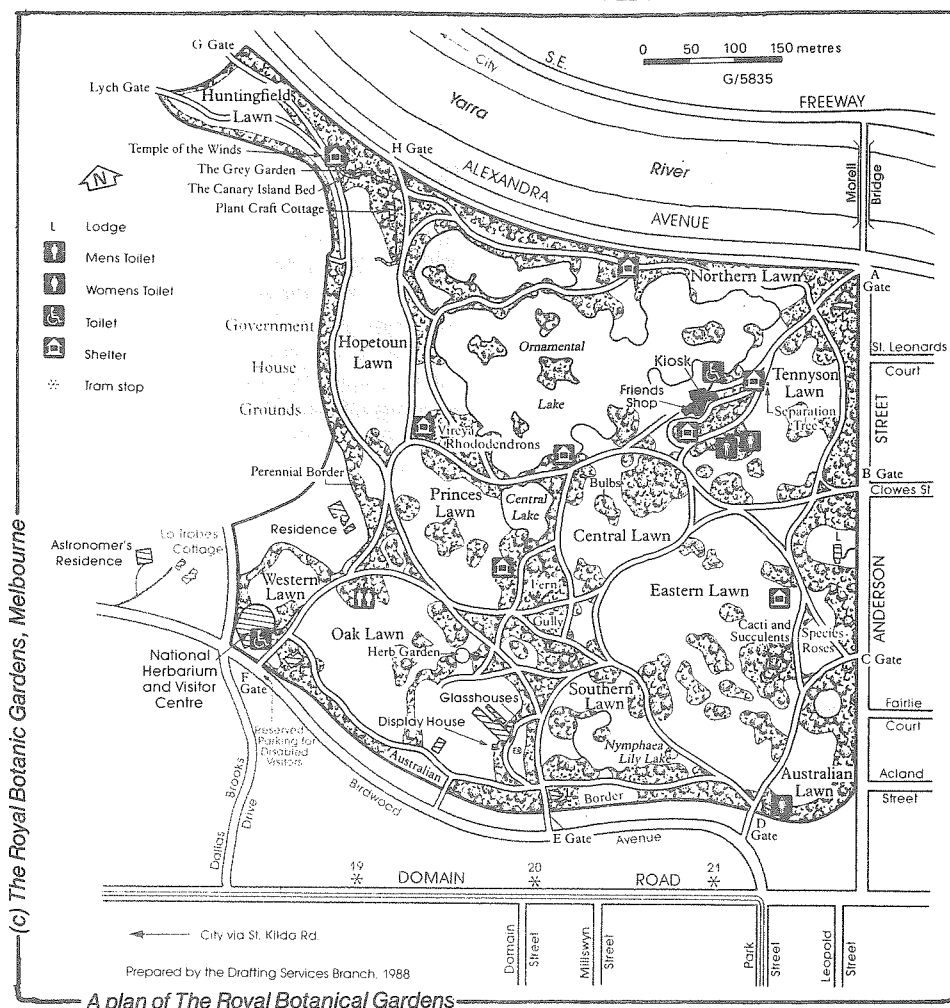 G Gate
0 50 100 150 metres
G/5835
S.E.
FREEWAY
City
Yarra
River
Lych Gate
Huntingfield
Lawn
Temple of the Winds
The Grey Garden
The Canary Island Bed
Plant Craft Cottage
H Gate
ALEXANDRA
AVENUE
Morell
Bridge
N
L Lodge
Mens Toilet
Womens Toilet
Toilet
Shelter
Tram stop
Northern Lawn
A
Gate
Government
House
Grounds
Hopetoun
Lawn
Ornamental
Lake
Kiosk
Friends
Shop
Tennyson
Lawn
Separation
Tree
St. Leonards
Court
STREET
Vireya
Rhododendrons
Perennial Border
B Gate
Clowes St
Princes
Lawn
Central
Lake
Bulbs
Central Lawn
Residence
La Trobes
Cottage
Astronomer's
Residence
Western
Lawn
Fern
Gully
Eastern Lawn
L
ANDERSON
Oak Lawn
Herb Garden
Cacti and
Succulents
Species
Roses
C Gate
National
Herbarium
and Visitor
Centre
F
Gate
Glasshouses
Display House
Southern
Lawn
Nymphaea
Lily Lake
Fairlie
Court
Reserved
Parking for
Disabled
Visitors
Australian
Border
Australian
Lawn
Acland
Street
Dallas
Brooks
Drive
Birdwood
Avenue
E Gate
D
Gate
19 20 21
DOMAIN ROAD
City via St. Kilda Rd.
Domain
Street
Millswyn
Street
Park
Street
Leopold
Street
Prepared by the Drafting Services Branch, 1988
A plan of The Royal Botanical Gardens
(c) The Royal Botanic Gardens, Melbourne